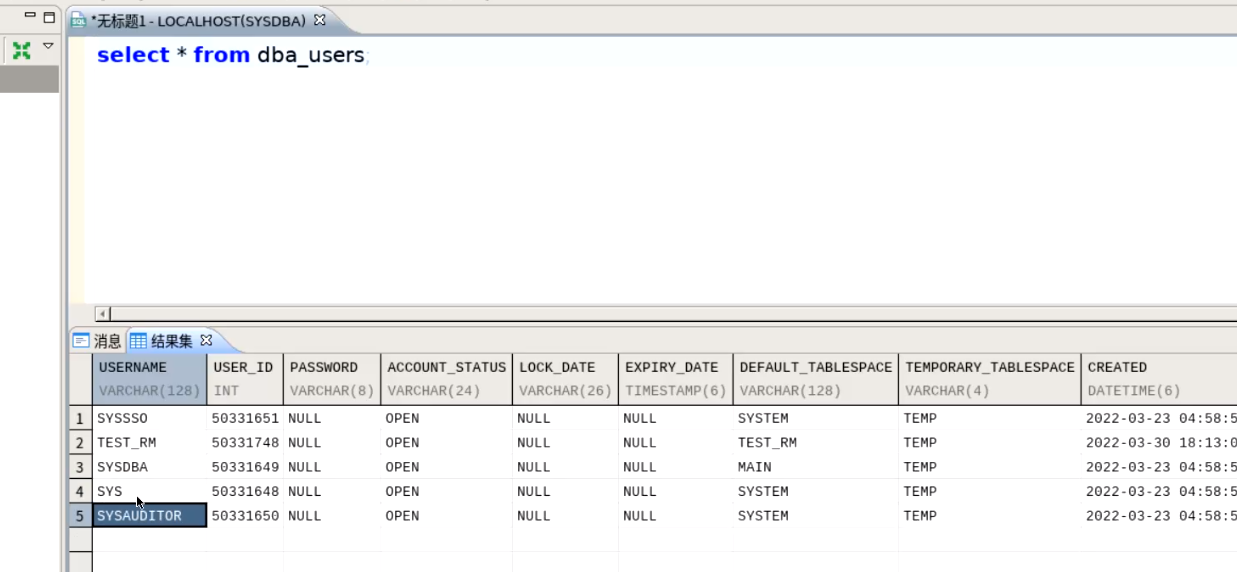 *无标题1 - LOCALHOST(SYSDBA)
select * from dba_users;
消息 结果集
USERNAME USER_ID PASSWORD ACCOUNT_STATUS LOCK_DATE EXPIRY_DATE DEFAULT_TABLESPACE TEMPORARY_TABLESPACE CREATED
VARCHAR(128) INT VARCHAR(8) VARCHAR(24) VARCHAR(26) TIMESTAMP(6) VARCHAR(128) VARCHAR(4) DATETIME(6)
1 SYSSSO 50331651 NULL OPEN NULL NULL SYSTEM TEMP 2022-03-23 04:58:5
2 TEST_RM 50331748 NULL OPEN NULL NULL TEST_RM TEMP 2022-03-30 18:13:0
3 SYSDBA 50331649 NULL OPEN NULL NULL MAIN TEMP 2022-03-23 04:58:5
4 SYS 50331648 NULL OPEN NULL NULL SYSTEM TEMP 2022-03-23 04:58:5
5 SYSAUDITOR 50331650 NULL OPEN NULL NULL SYSTEM TEMP 2022-03-23 04:58:5